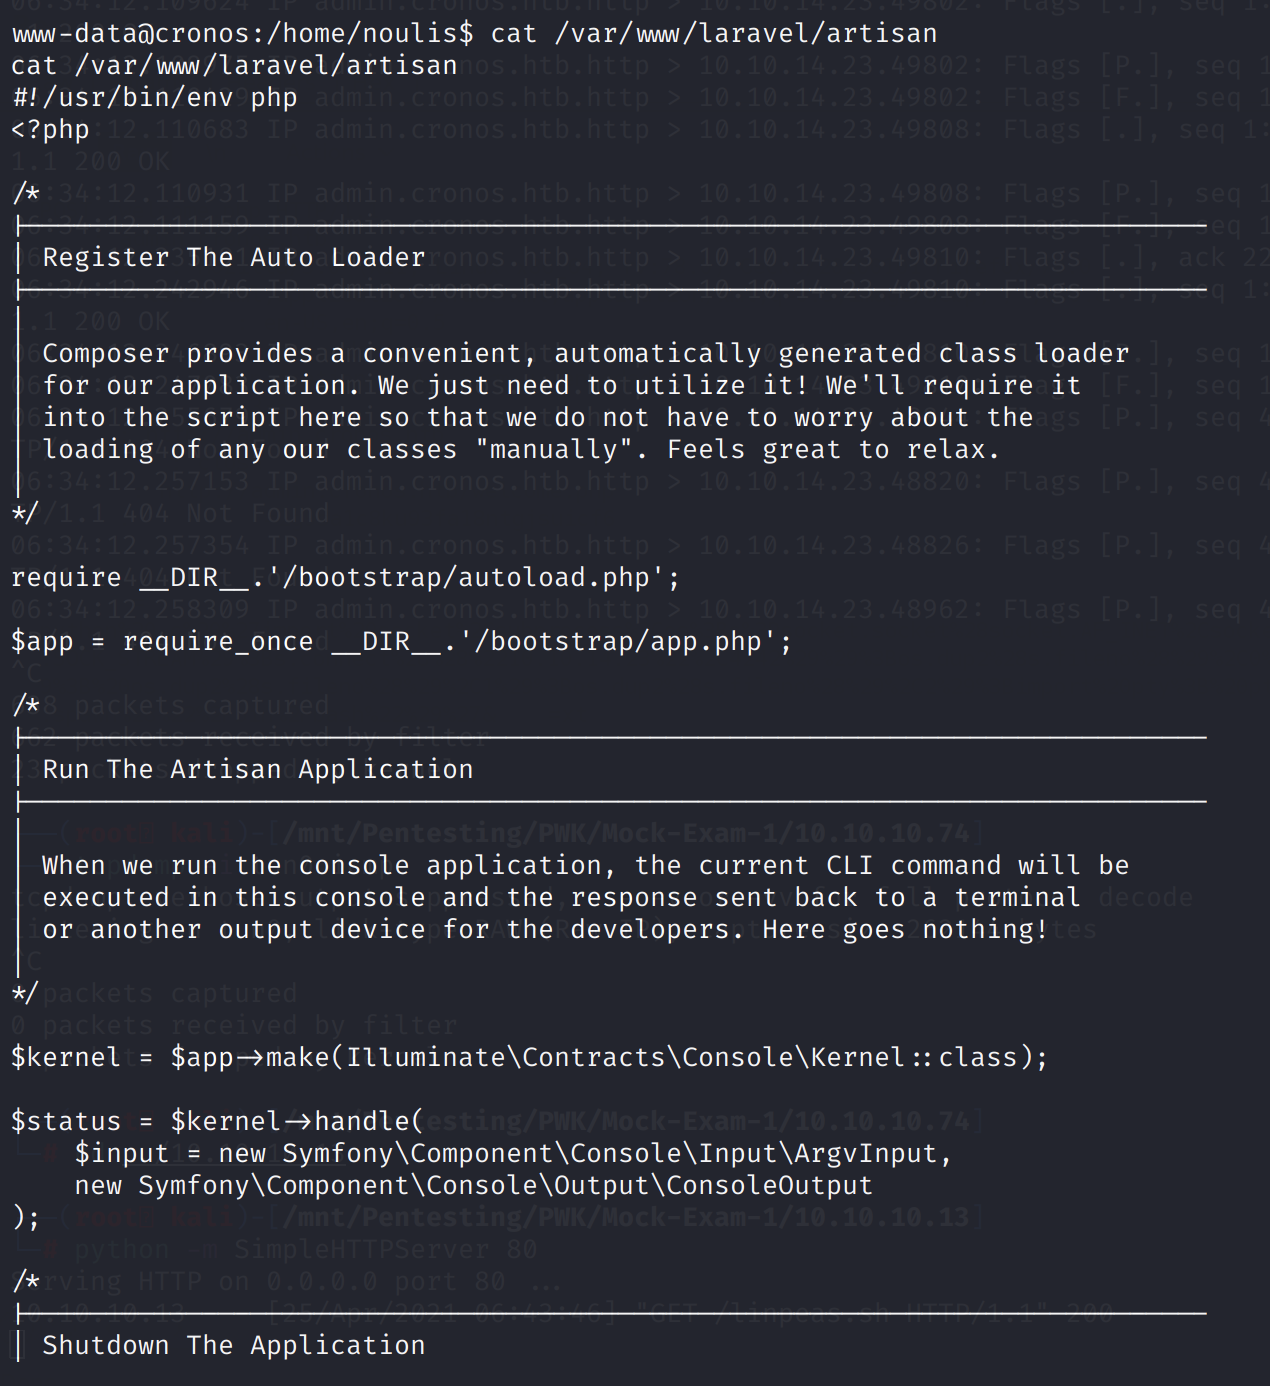 www-data@cronos:/home/noulis$ cat /var/www/laravel/artisan
cat /var/www/laravel/artisan
#!/usr/bin/env php
<?php
/*
|--------------------------------------------------------------------------
| Register The Auto Loader
|--------------------------------------------------------------------------
|
| Composer provides a convenient, automatically generated class loader
| for our application. We just need to utilize it! We'll require it
| into the script here so that we do not have to worry about the
| loading of any our classes "manually". Feels great to relax.
|
*/
require __DIR__.'/bootstrap/autoload.php';
$app = require_once __DIR__.'/bootstrap/app.php';
/*
|--------------------------------------------------------------------------
| Run The Artisan Application
|--------------------------------------------------------------------------
|
| When we run the console application, the current CLI command will be
| executed in this console and the response sent back to a terminal
| or another output device for the developers. Here goes nothing!
|
*/
$kernel = $app->make(Illuminate\Contracts\Console\Kernel::class);
$status = $kernel->handle(
    $input = new Symfony\Component\Console\Input\ArgvInput,
    new Symfony\Component\Console\Output\ConsoleOutput
);
/*
|--------------------------------------------------------------------------
| Shutdown The Application